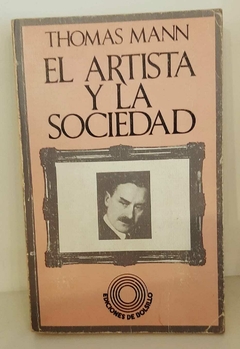 THOMAS MANN
EL ARTISTA
Y LA
SOCIEDAD
EDICIONES DE BOLSILLO